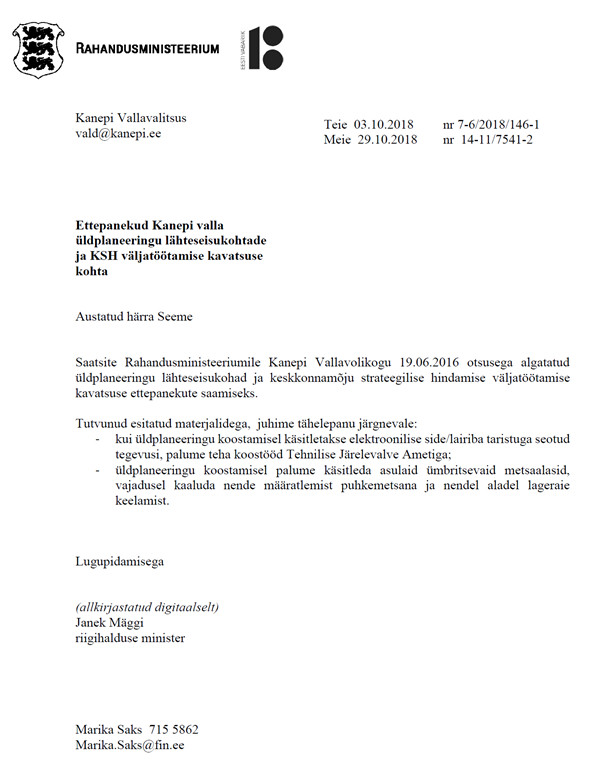 RAHANDUSMINISTEERIUM
EESTI VABARIIK 100
Kanepi Vallavalitsus
vald@kanepi.ee
Teie 03.10.2018 nr 7-6/2018/146-1
Meie 29.10.2018 nr 14-11/7541-2
Ettepanekud Kanepi valla
üldplaneeringu lähteseisukohtade
ja KSH väljatöötamise kavatsuse
kohta
Austatud härra Seeme
Saatsite Rahandusministeeriumile Kanepi Vallavolikogu 19.06.2016 otsusega algatatud
üldplaneeringu lähteseisukohad ja keskkonnamõju strateegilise hindamise väljatöötamise
kavatsuse ettepanekute saamiseks.
Tutvunud esitatud materjalidega, juhime tähelepanu järgnevale:
- kui üldplaneeringu koostamisel käsitletakse elektroonilise side/lairiba taristuga seotud
tegevusi, palume teha koostööd Tehnilise Järelevalve Ametiga;
- üldplaneeringu koostamisel palume käsitleda asulaid ümbritsevaid metsaalasid,
vajadusel kaaluda nende määratlemist puhkemetsana ja nendel aladel lageraie
keelamist.
Lugupidamisega
(allkirjastatud digitaalselt)
Janek Mäggi
riigihalduse minister
Marika Saks 715 5862
Marika.Saks@fin.ee